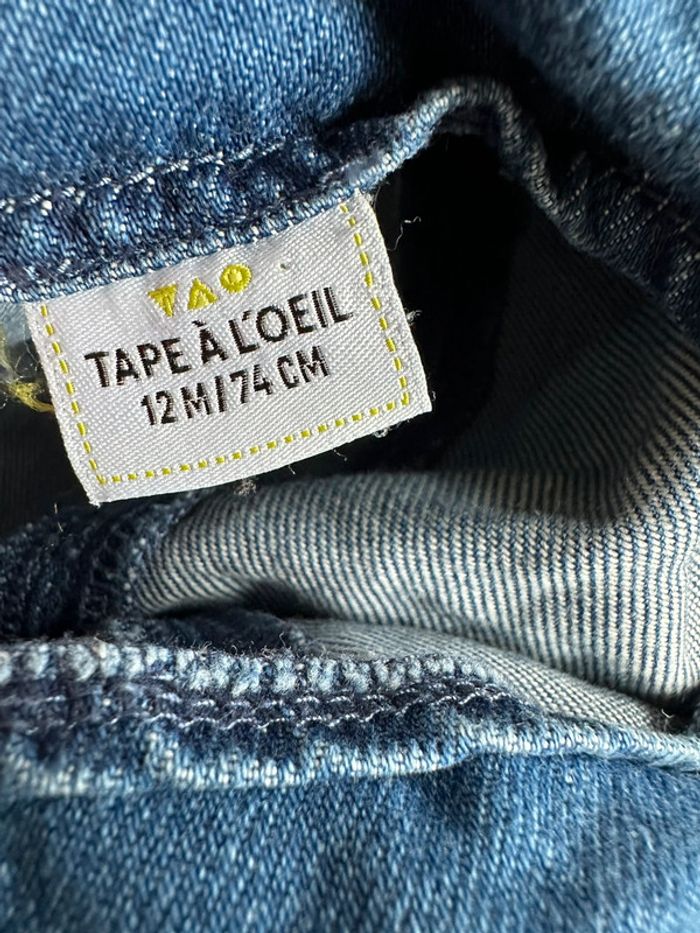 TAO
TAPE À L'OEIL
12 M/74 CM